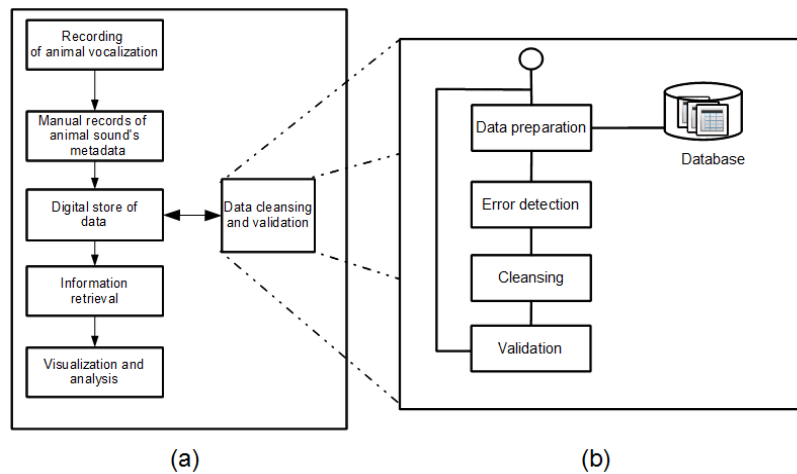 Recording
of animal vocalization
Manual records of
animal sound's
metadata
Digital store of
data
Data cleansing
and validation
Information
retrieval
Visualization and
analysis
(a)
Data preparation
Database
Error detection
Cleansing
Validation
(b)